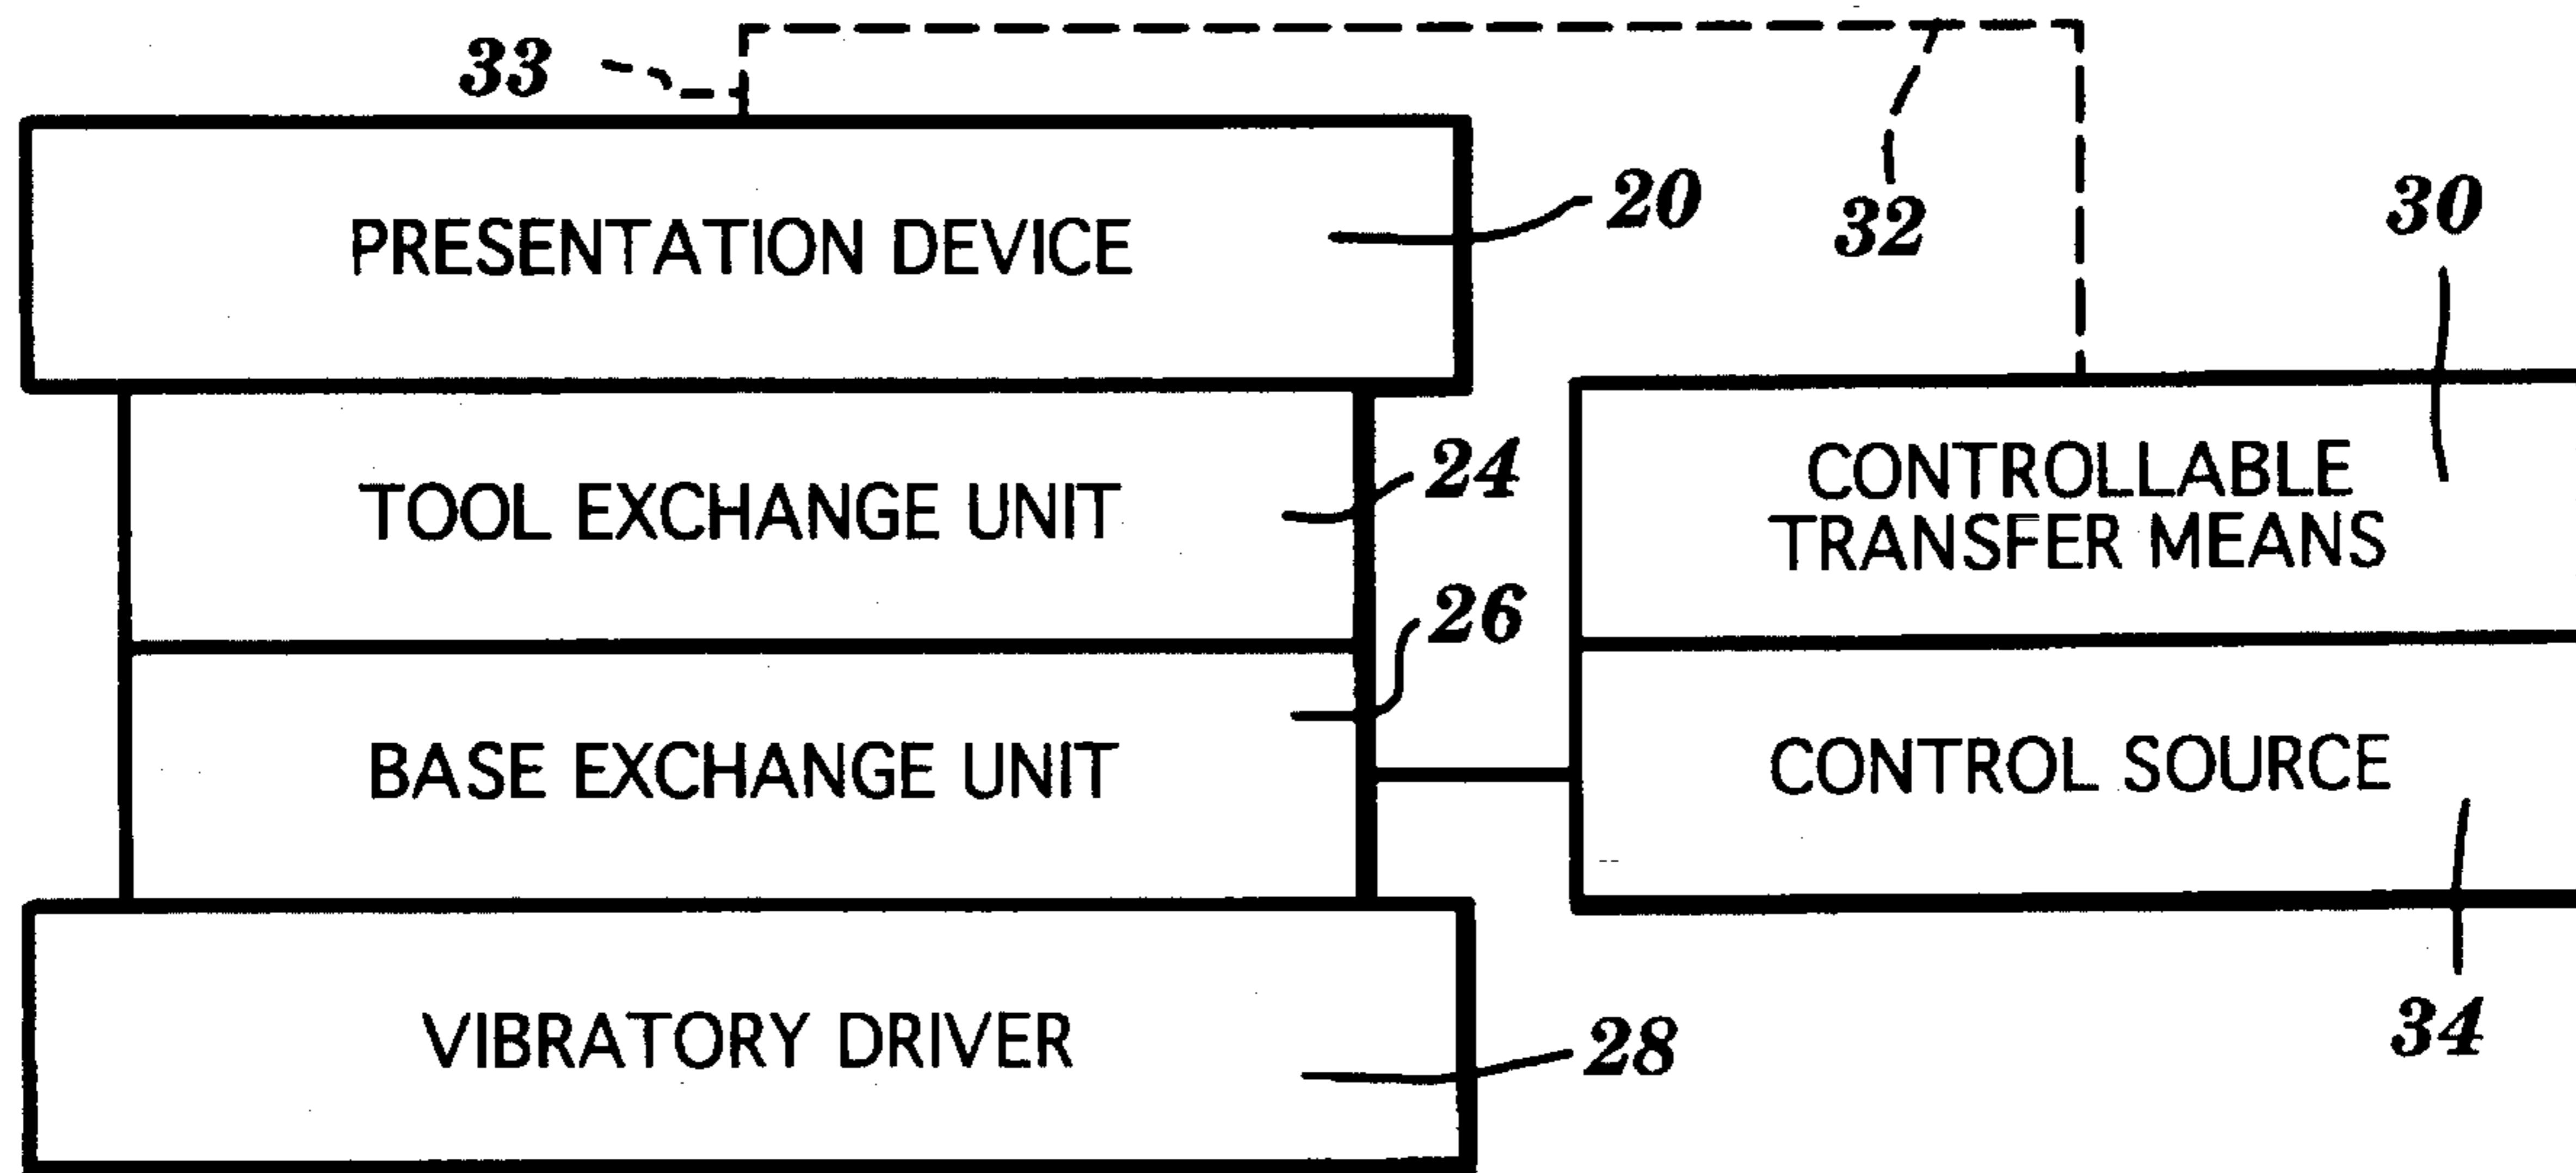 33
PRESENTATION DEVICE
20
32
30
TOOL EXCHANGE UNIT
24
CONTROLLABLE
TRANSFER MEANS
26
BASE EXCHANGE UNIT
CONTROL SOURCE
VIBRATORY DRIVER
28
34